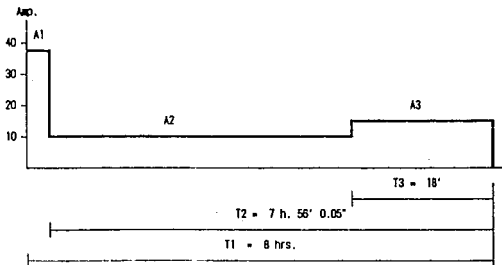 Amp.
A1
40
30
A3
A2
20
10
T3 = 18'
T2 = 7 h. 56' 0.05"
T1 = 8 hrs.